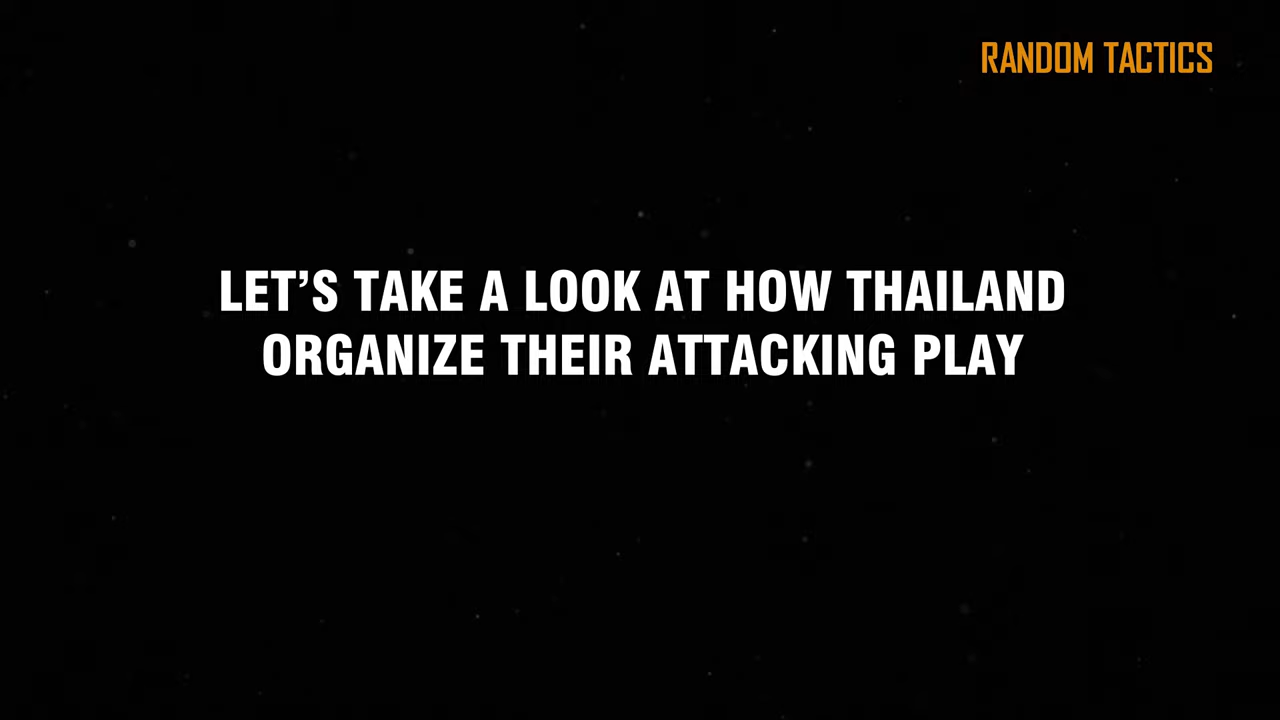 RANDOM TACTICS
LET’S TAKE A LOOK AT HOW THAILAND
ORGANIZE THEIR ATTACKING PLAY